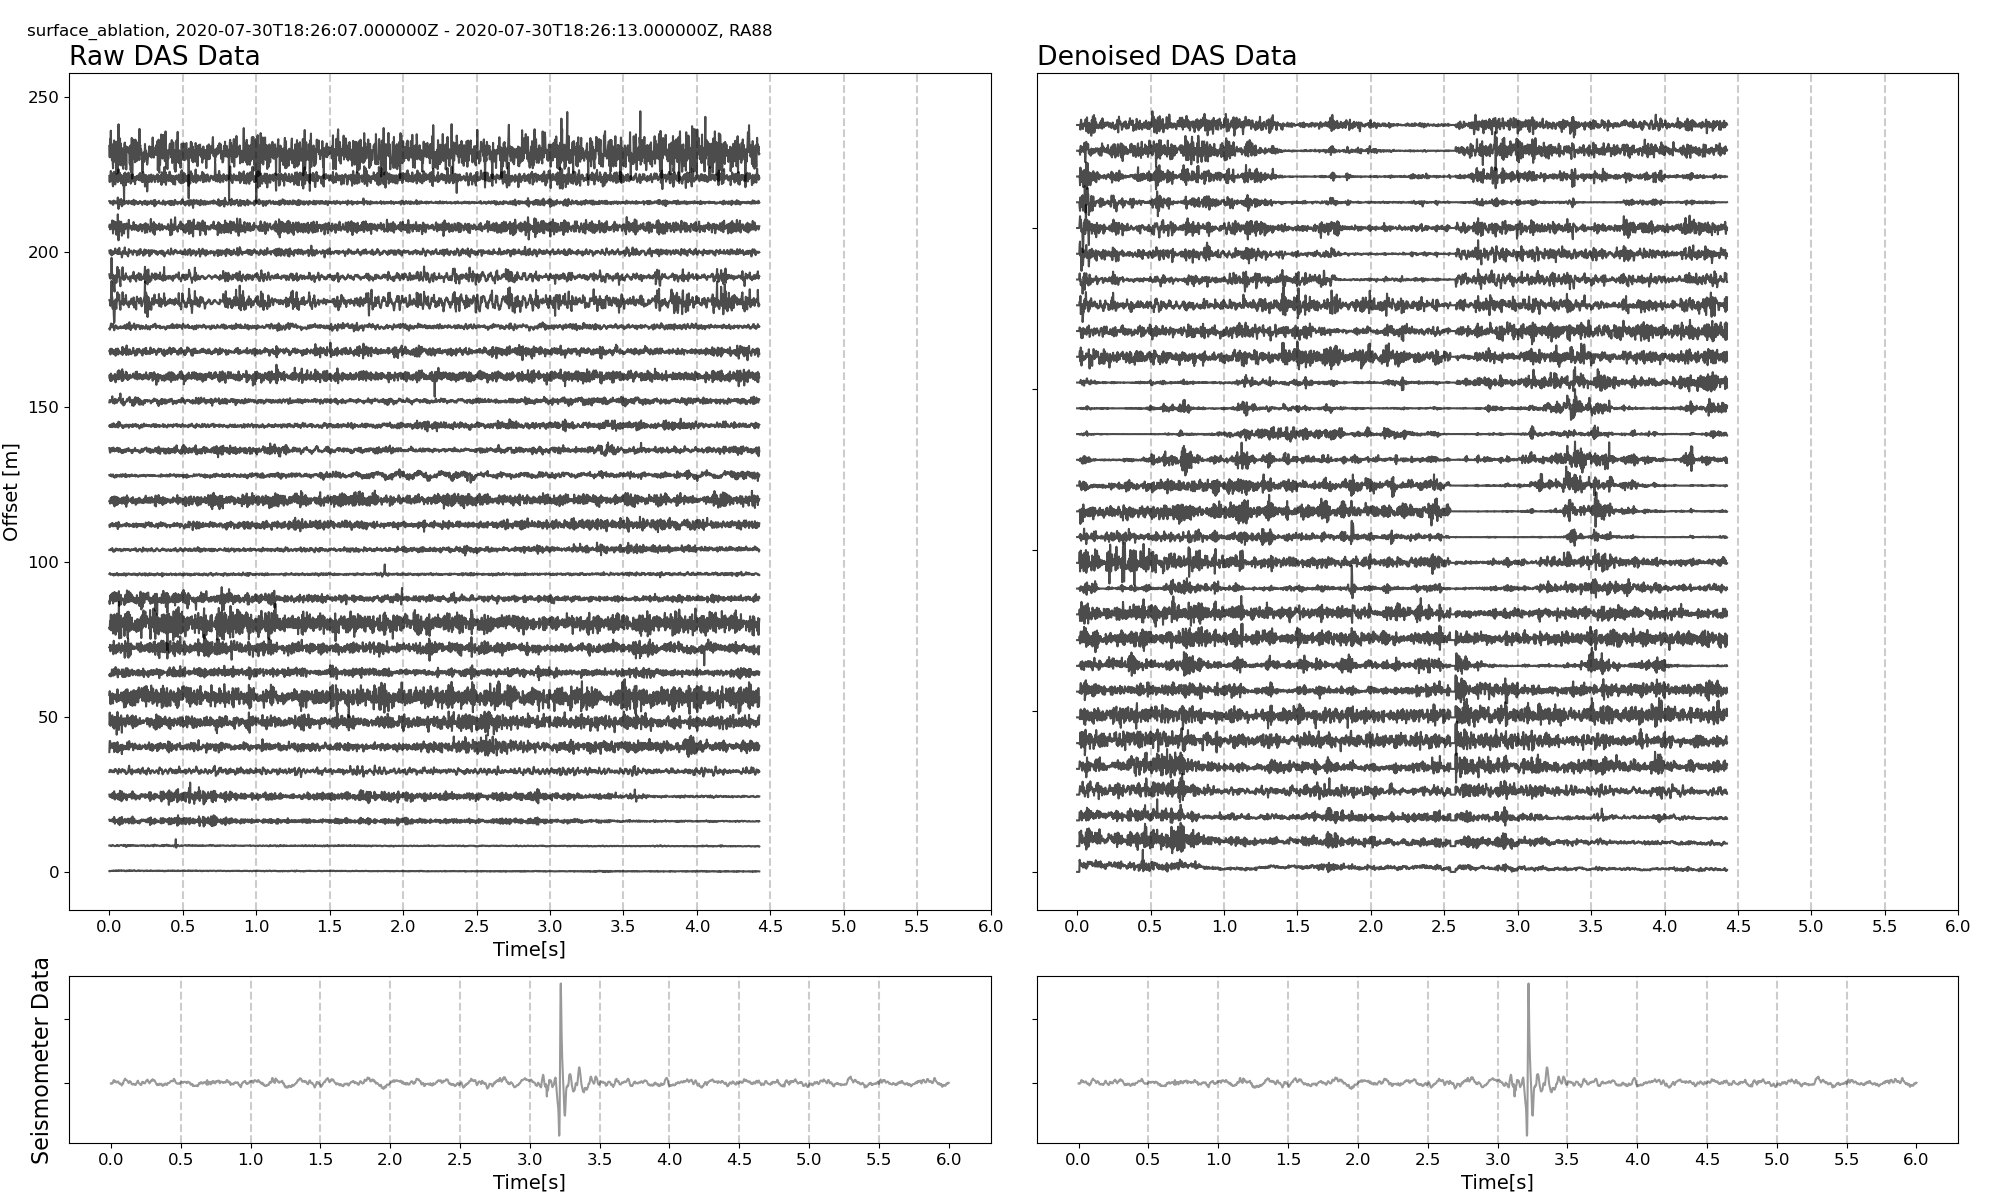 surface_ablation, 2020-07-30T18:26:07.000000Z - 2020-07-30T18:26:13.000000Z, RA88
Raw DAS Data
Denoised DAS Data
250
200
150
100
50
0
Offset [m]
0.0 0.5 1.0 1.5 2.0 2.5 3.0 3.5 4.0 4.5 5.0 5.5 6.0
Time[s]
0.0 0.5 1.0 1.5 2.0 2.5 3.0 3.5 4.0 4.5 5.0 5.5 6.0
Seismometer Data
0.0 0.5 1.0 1.5 2.0 2.5 3.0 3.5 4.0 4.5 5.0 5.5 6.0
Time[s]
0.0 0.5 1.0 1.5 2.0 2.5 3.0 3.5 4.0 4.5 5.0 5.5 6.0
Time[s]